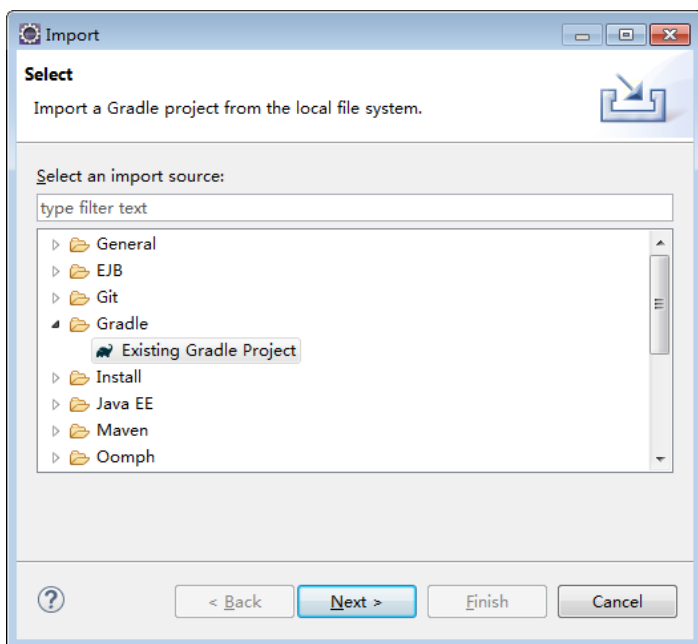 Import
Select
Import a Gradle project from the local file system.
Select an import source:
type filter text
General
EJB
Git
Gradle
Existing Gradle Project
Install
Java EE
Maven
Oomph
< Back Next > Finish Cancel